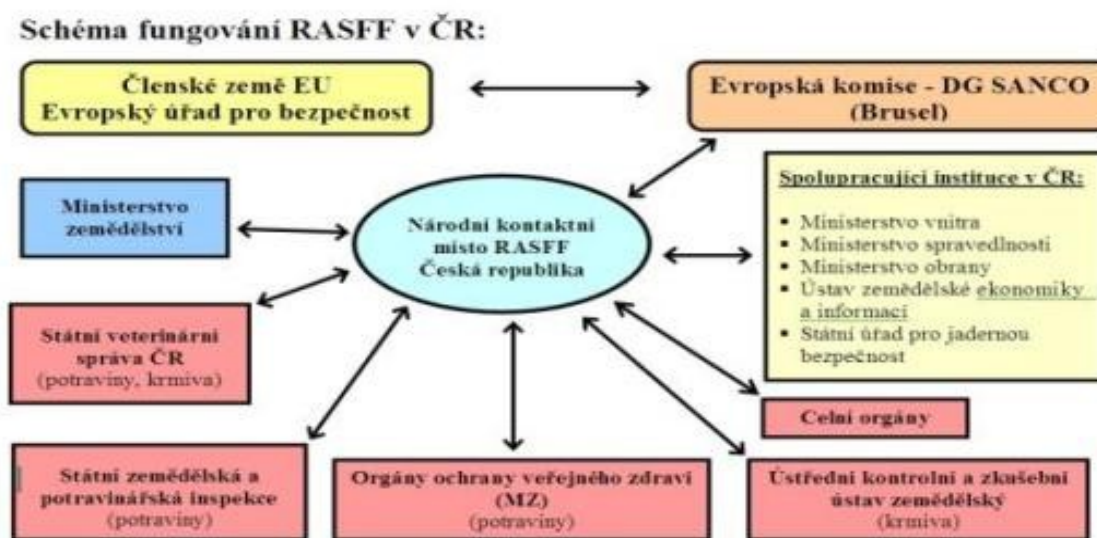 Schéma fungování RASFF v ČR:
Členské země EU
Evropský úřad pro bezpečnost
Evropská komise - DG SANCO
(Brusel)
Ministerstvo
zemědělství
Národní kontaktní
místo RASFF
Česká republika
Spolupracující instituce v ČR:
▪ Ministerstvo vnitra
▪ Ministerstvo spravedlnosti
▪ Ministerstvo obrany
▪ Ústav zemědělské ekonomiky
a informací
▪ Státní úřad pro jadernou
bezpečnost
Státní veterinární
správa ČR
(potraviny, krmiva)
Celní orgány
Státní zemědělská a
potravinářská inspekce
(potraviny)
Orgány ochrany veřejného zdraví
(MZ)
(potraviny)
Ústřední kontrolní a zkušební
ústav zemědělský
(krmiva)